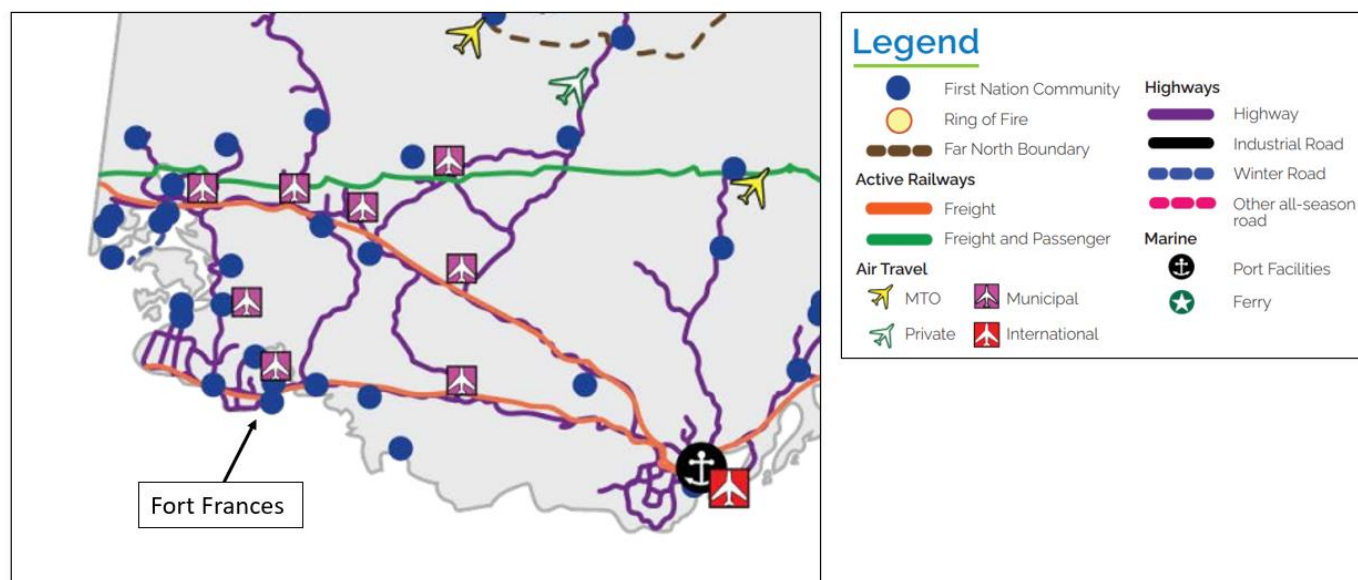 Fort Frances
Legend
First Nation Community
Ring of Fire
Far North Boundary
Active Railways
Freight
Freight and Passenger
Air Travel
MTO
Municipal
Private
International
Highways
Highway
Industrial Road
Winter Road
Other all-season
road
Marine
Port Facilities
Ferry